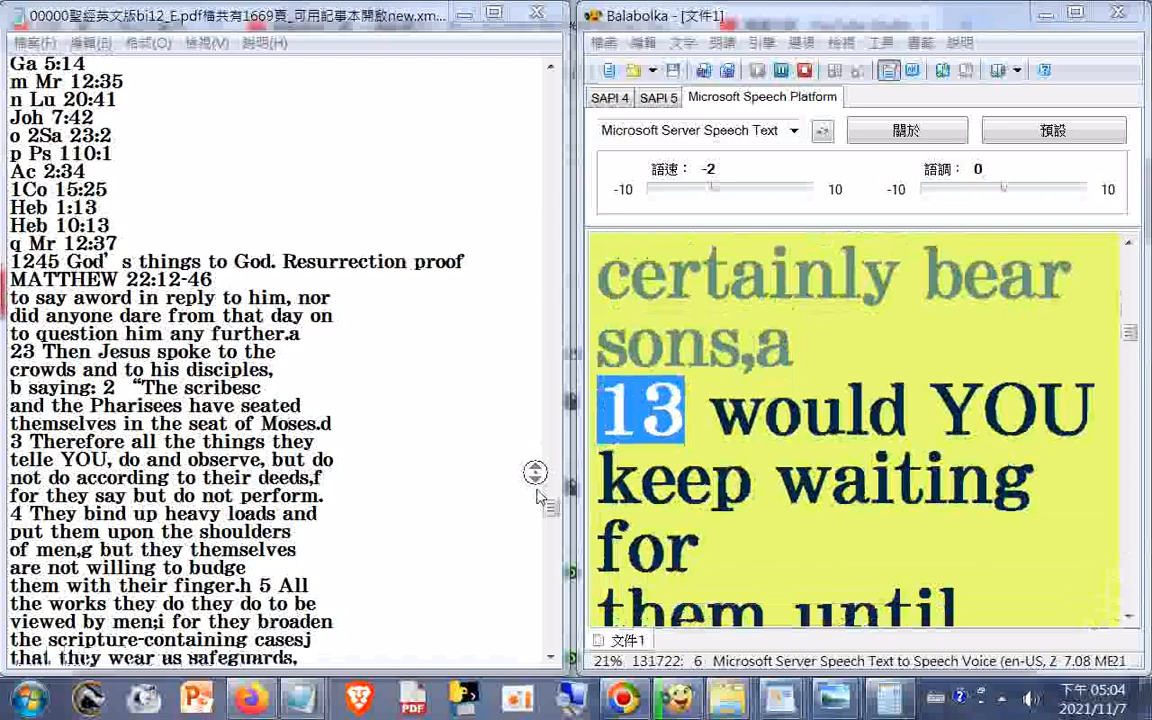 00000聖經英文版bi12_E.pdf檔共有1669頁_可用記事本開啟new.xm...
檔案(F) 編輯(E) 格式(O) 檢視(V) 說明(H)
Ga 5:14
m Mr 12:35
n Lu 20:41
Joh 7:42
o 2Sa 23:2
p Ps 110:1
Ac 2:34
1Co 15:25
Heb 1:13
Heb 10:13
q Mr 12:37
1245 God’s things to God. Resurrection proof
MATTHEW 22:12-46
to say aword in reply to him, nor
did anyone dare from that day on
to question him any further.a
23 Then Jesus spoke to the
crowds and to his disciples,
b saying: 2 “The scribesc
and the Pharisees have seated
themselves in the seat of Moses.d
3 Therefore all the things they
telle YOU, do and observe, but do
not do according to their deeds,f
for they say but do not perform.
4 They bind up heavy loads and
put them upon the shoulders
of men,g but they themselves
are not willing to budge
them with their finger.h 5 All
the works they do they do to be
viewed by men;i for they broaden
the scripture-containing casesj
that they wear as safeguards,
Balabolka - [文件1]
檔案 編輯 文字 朗讀 引擎 選項 檢視 工具 書籤 說明
SAPI 4 SAPI 5 Microsoft Speech Platform
Microsoft Server Speech Text 關於 預設
語速： -2 語調： 0
-10 10 -10 10
certainly bear
sons,a
13 would YOU
keep waiting
for
them until
文件1
21% 131722: 6 Microsoft Server Speech Text to Speech Voice (en-US, Z 7.08 ME21
PDF
下午 05:04
2021/11/7